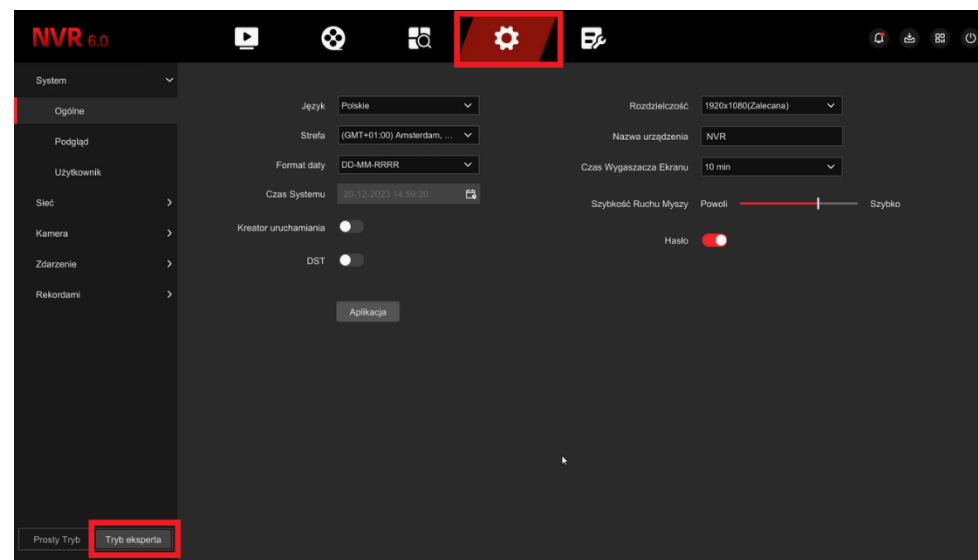 NVR 6.0
System
Ogólne
Podgląd
Użytkownik
Sieć
Kamera
Zdarzenie
Rekordami
Prosty Tryb
Tryb eksperta
Język Polskie
Strefa (GMT+01:00) Amsterdam, ...
Format daty DD-MM-RRRR
Czas Systemu 20-12-2023 14:59:20
Kreator uruchamiania
DST
Aplikacja
Rozdzielczość 1920x1080(Zalecana)
Nazwa urządzenia NVR
Czas Wygaszacza Ekranu 10 min
Szybkość Ruchu Myszy Powoli Szybko
Hasło